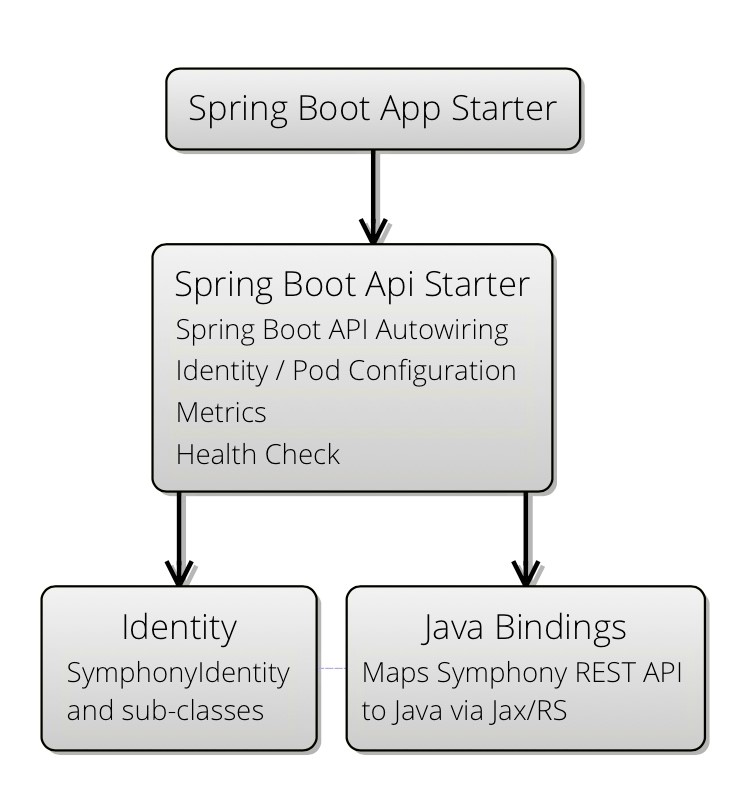 Spring Boot App Starter
Spring Boot Api Starter
Spring Boot API Autowiring
Identity / Pod Configuration
Metrics
Health Check
Identity
SymphonyIdentity
and sub-classes
Java Bindings
Maps Symphony REST API
to Java via Jax/RS